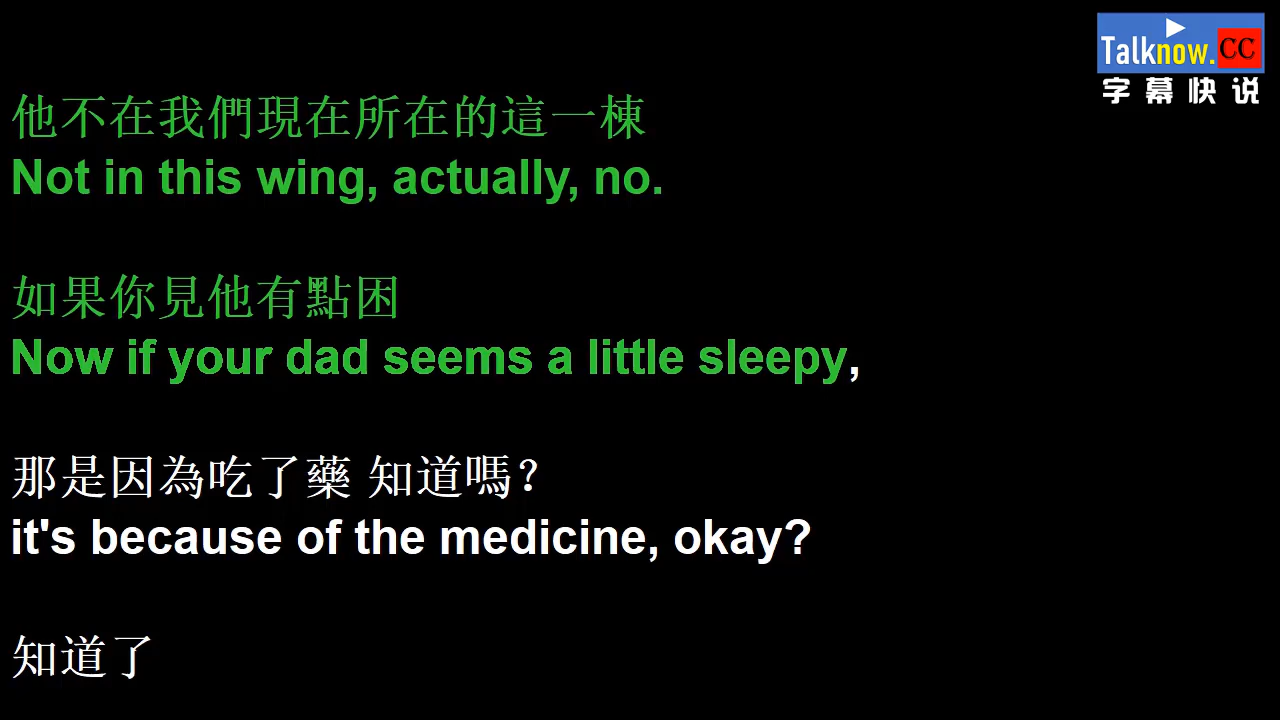 Talknow.CC
字幕快说
他不在我們現在所在的這一棟
Not in this wing, actually, no.
如果你見他有點困
Now if your dad seems a little sleepy,
那是因為吃了藥 知道嗎?
it's because of the medicine, okay?
知道了